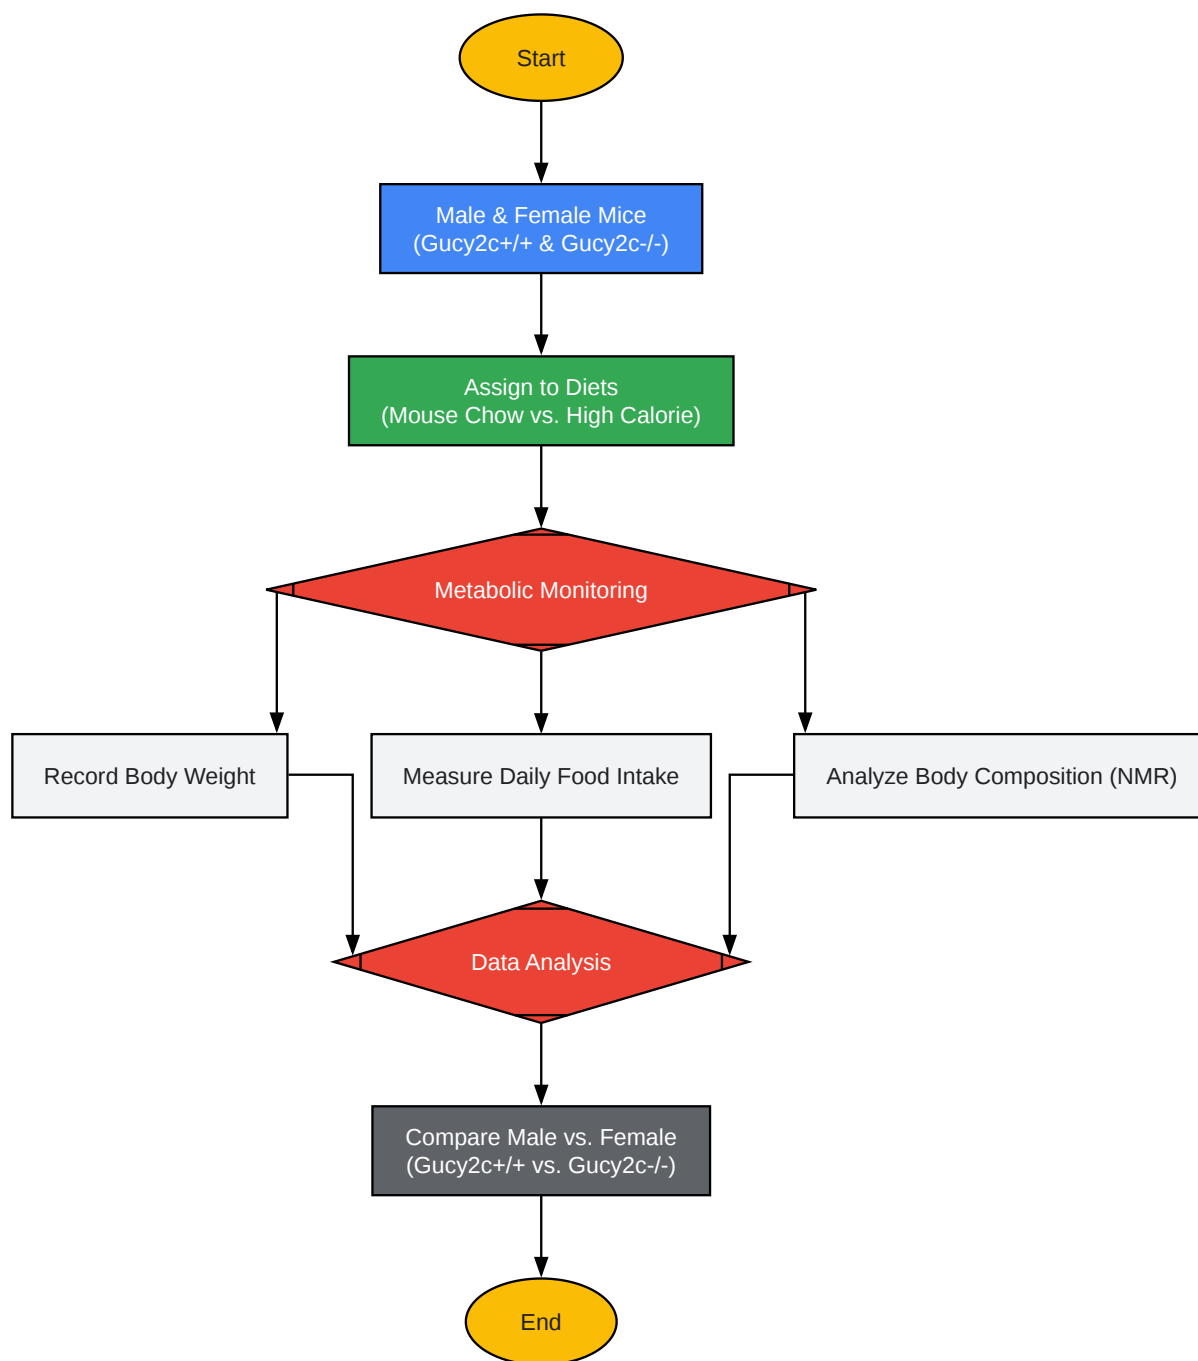 Start
Male & Female Mice
(Gucy2c+/+ & Gucy2c-/-)
Assign to Diets
(Mouse Chow vs. High Calorie)
Metabolic Monitoring
Record Body Weight
Measure Daily Food Intake
Analyze Body Composition (NMR)
Data Analysis
Compare Male vs. Female
(Gucy2c+/+ vs. Gucy2c-/-)
End